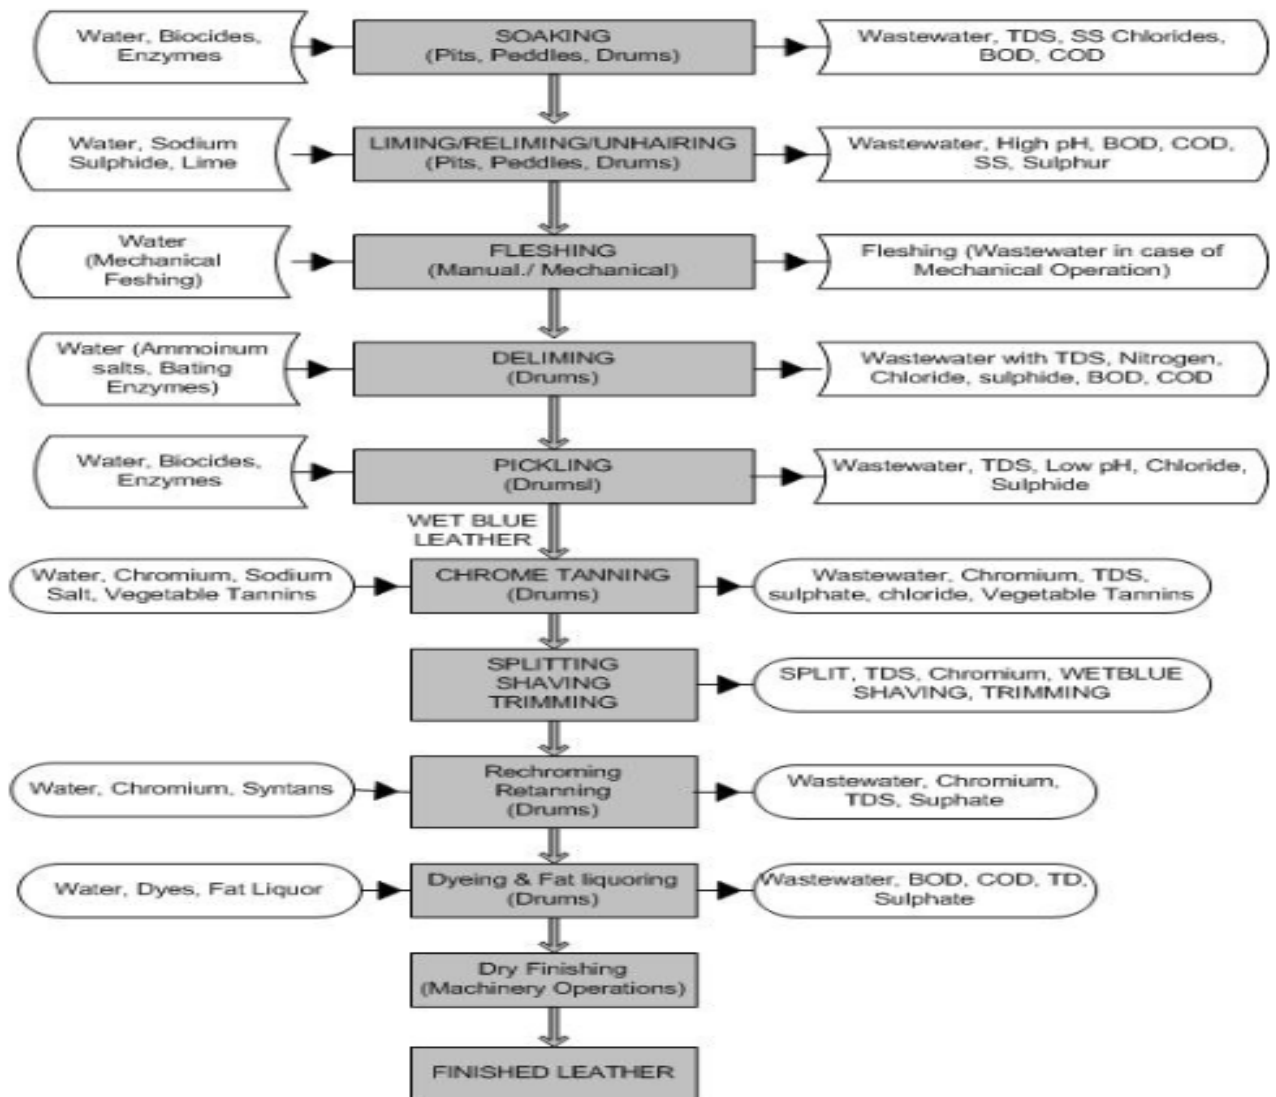 Water, Biocides,
Enzymes
SOAKING
(Pits, Peddles, Drums)
Wastewater, TDS, SS Chlorides,
BOD, COD
Water, Sodium
Sulphide, Lime
LIMING/RELIMING/UNHAIRING
(Pits, Peddles, Drums)
Wastewater, High pH, BOD, COD,
SS, Sulphur
Water
(Mechanical
Feshing)
FLESHING
(Manual./ Mechanical)
Fleshing (Wastewater in case of
Mechanical Operation)
Water (Ammoinum
salts, Bating
Enzymes)
DELIMING
(Drums)
Wastewater with TDS, Nitrogen,
Chloride, sulphide, BOD, COD
Water, Biocides,
Enzymes
PICKLING
(Drumsl)
Wastewater, TDS, Low pH, Chloride,
Sulphide
WET BLUE
LEATHER
Water, Chromium, Sodium
Salt, Vegetable Tannins
CHROME TANNING
(Drums)
Wastewater, Chromium, TDS,
sulphate, chloride, Vegetable Tannins
SPLITTING
SHAVING
TRIMMING
SPLIT, TDS, Chromium, WETBLUE
SHAVING, TRIMMING
Water, Chromium, Syntans
Rechroming
Retanning
(Drums)
Wastewater, Chromium,
TDS, Suphate
Water, Dyes, Fat Liquor
Dyeing & Fat liquoring
(Drums)
Wastewater, BOD, COD, TD,
Sulphate
Dry Finishing
(Machinery Operations)
FINISHED LEATHER